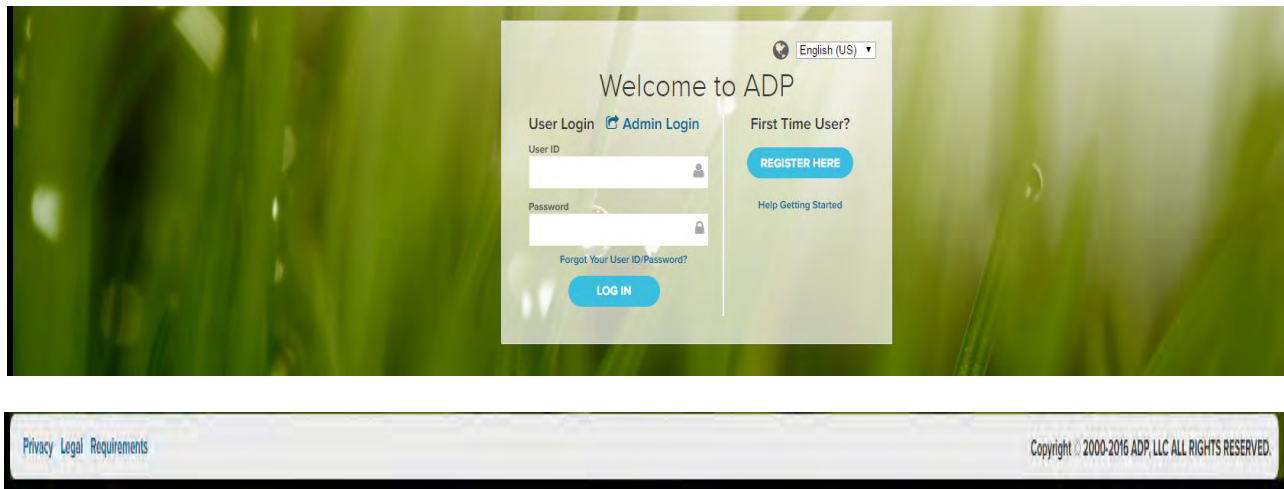 English (US)
Welcome to ADP
User Login Admin Login
User ID
Password
Forgot Your User ID/Password?
LOG IN
First Time User?
REGISTER HERE
Help Getting Started
Privacy Legal Requirements
Copyright © 2000-2016 ADP, LLC ALL RIGHTS RESERVED.